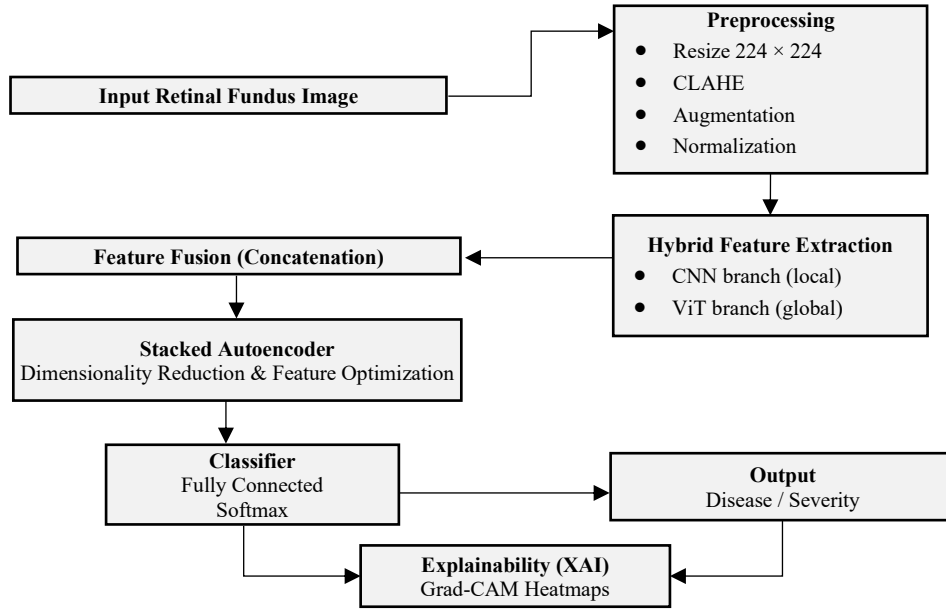 Input Retinal Fundus Image
Preprocessing
● Resize 224 × 224
● CLAHE
● Augmentation
● Normalization
Hybrid Feature Extraction
● CNN branch (local)
● ViT branch (global)
Feature Fusion (Concatenation)
Stacked Autoencoder
Dimensionality Reduction & Feature Optimization
Classifier
Fully Connected
Softmax
Output
Disease / Severity
Explainability (XAI)
Grad-CAM Heatmaps